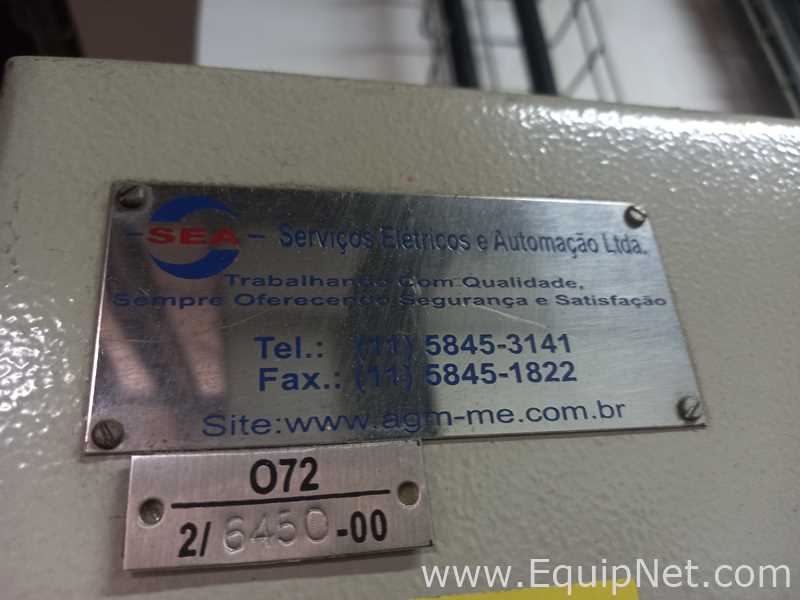 SEA - Serviços Elétricos e Automação Ltda.
Trabalhando Com Qualidade,
Sempre Oferecendo Segurança e Satisfação
Tel.: (11) 5845-3141
Fax.: (11) 5845-1822
Site:www.agm-me.com.br
O72
2/6450-00
www.EquipNet.com